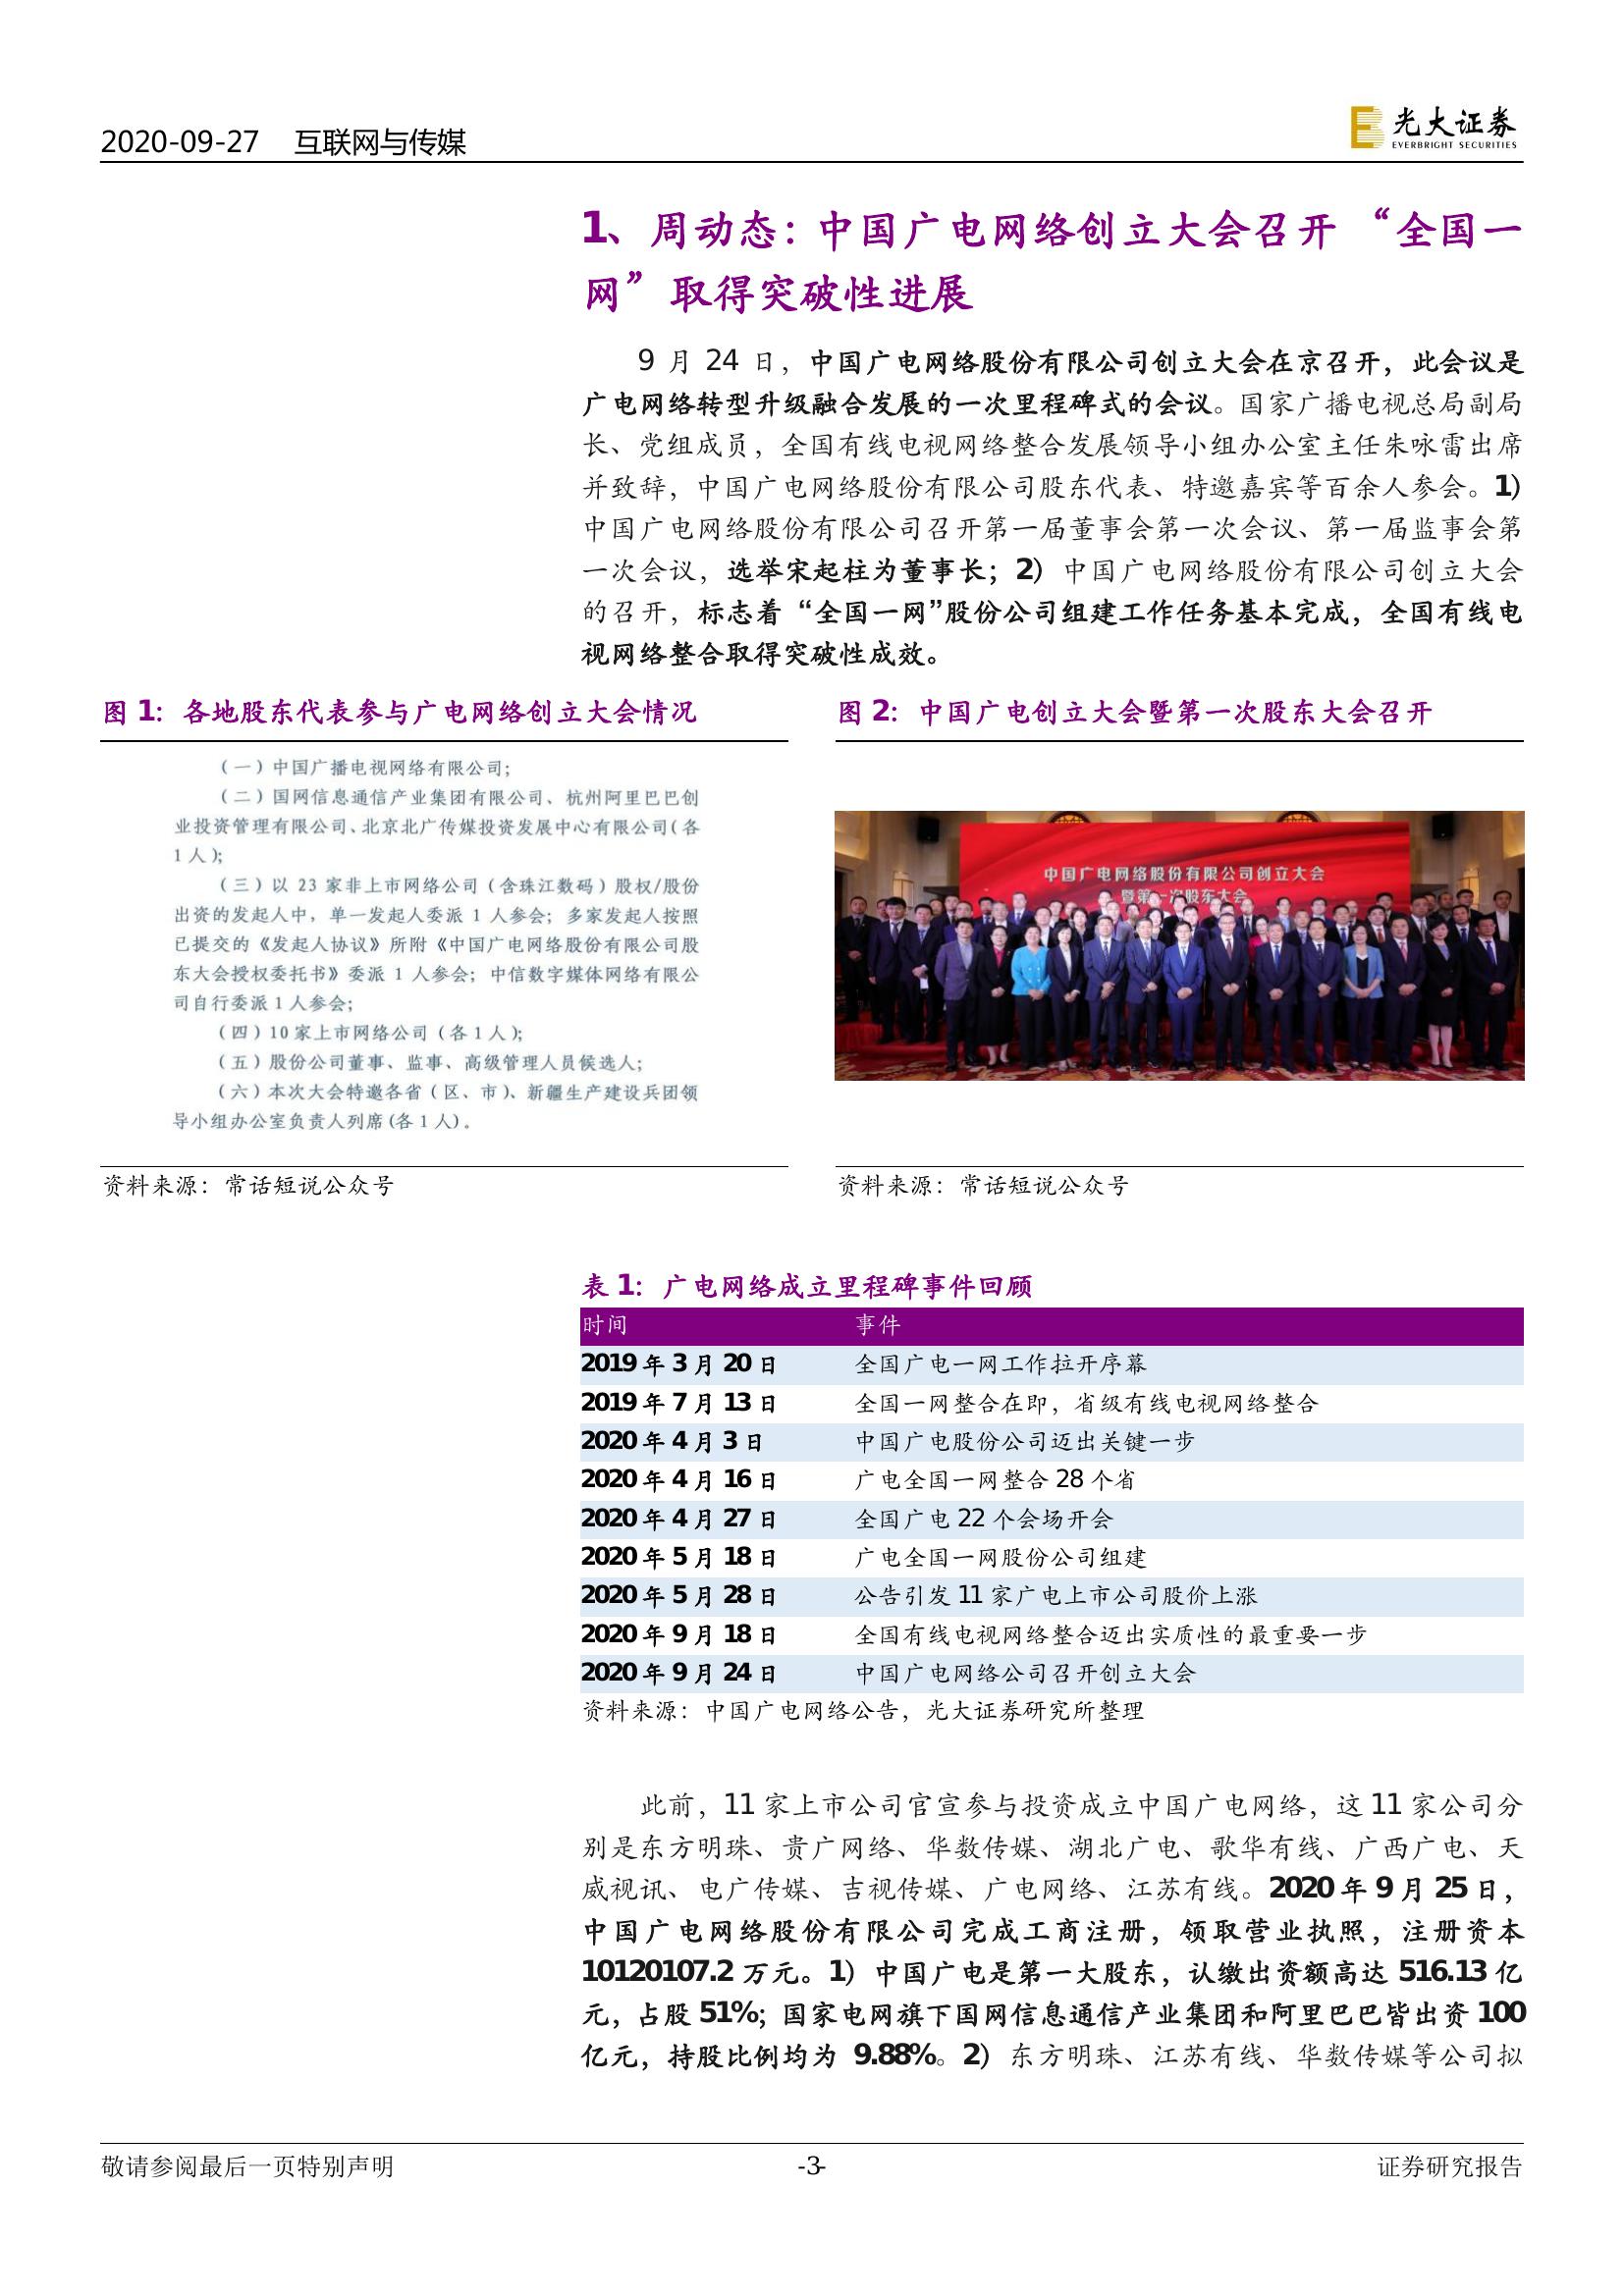 2020-09-27 互联网与传媒
光大证券
EVERBRIGHT SECURITIES
1、周动态：中国广电网络创立大会召开 “全国一
网”取得突破性进展
9 月 24 日，中国广电网络股份有限公司创立大会在京召开，此会议是
广电网络转型升级融合发展的一次里程碑式的会议。国家广播电视总局副局
长、党组成员，全国有线电视网络整合发展领导小组办公室主任朱咏雷出席
并致辞，中国广电网络股份有限公司股东代表、特邀嘉宾等百余人参会。1）
中国广电网络股份有限公司召开第一届董事会第一次会议、第一届监事会第
一次会议，选举宋起柱为董事长；2）中国广电网络股份有限公司创立大会
的召开，标志着“全国一网”股份公司组建工作任务基本完成，全国有线电
视网络整合取得突破性成效。
图 1：各地股东代表参与广电网络创立大会情况
（一）中国广播电视网络有限公司；
（二）国网信息通信产业集团有限公司、杭州阿里巴巴创
业投资管理有限公司、北京北广传媒投资发展中心有限公司（各
1 人）；
（三）以 23 家非上市网络公司（含珠江数码）股权/股份
出资的发起人中，单一发起人委派 1 人参会；多家发起人按照
已提交的《发起人协议》所附《中国广电网络股份有限公司股
东大会授权委托书》委派 1 人参会；中信数字媒体网络有限公
司自行委派 1 人参会；
（四）10 家上市网络公司（各 1 人）；
（五）股份公司董事、监事、高级管理人员候选人；
（六）本次大会特邀各省（区、市）、新疆生产建设兵团领
导小组办公室负责人列席（各 1 人）。
资料来源：常话短说公众号
图 2：中国广电创立大会暨第一次股东大会召开
中国广电网络股份有限公司创立大会
暨第一次股东大会
资料来源：常话短说公众号
表 1：广电网络成立里程碑事件回顾
时间 事件
2019 年 3 月 20 日 全国广电一网工作拉开序幕
2019 年 7 月 13 日 全国一网整合在即，省级有线电视网络整合
2020 年 4 月 3 日 中国广电股份公司迈出关键一步
2020 年 4 月 16 日 广电全国一网整合 28 个省
2020 年 4 月 27 日 全国广电 22 个会场开会
2020 年 5 月 18 日 广电全国一网股份公司组建
2020 年 5 月 28 日 公告引发 11 家广电上市公司股价上涨
2020 年 9 月 18 日 全国有线电视网络整合迈出实质性的最重要一步
2020 年 9 月 24 日 中国广电网络公司召开创立大会
资料来源：中国广电网络公告，光大证券研究所整理
此前，11 家上市公司官宣参与投资成立中国广电网络，这 11 家公司分
别是东方明珠、贵广网络、华数传媒、湖北广电、歌华有线、广西广电、天
威视讯、电广传媒、吉视传媒、广电网络、江苏有线。2020 年 9 月 25 日，
中国广电网络股份有限公司完成工商注册，领取营业执照，注册资本
10120107.2 万元。1）中国广电是第一大股东，认缴出资额高达 516.13 亿
元，占股 51%；国家电网旗下国网信息通信产业集团和阿里巴巴皆出资 100
亿元，持股比例均为 9.88%。2）东方明珠、江苏有线、华数传媒等公司拟
敬请参阅最后一页特别声明 -3- 证券研究报告